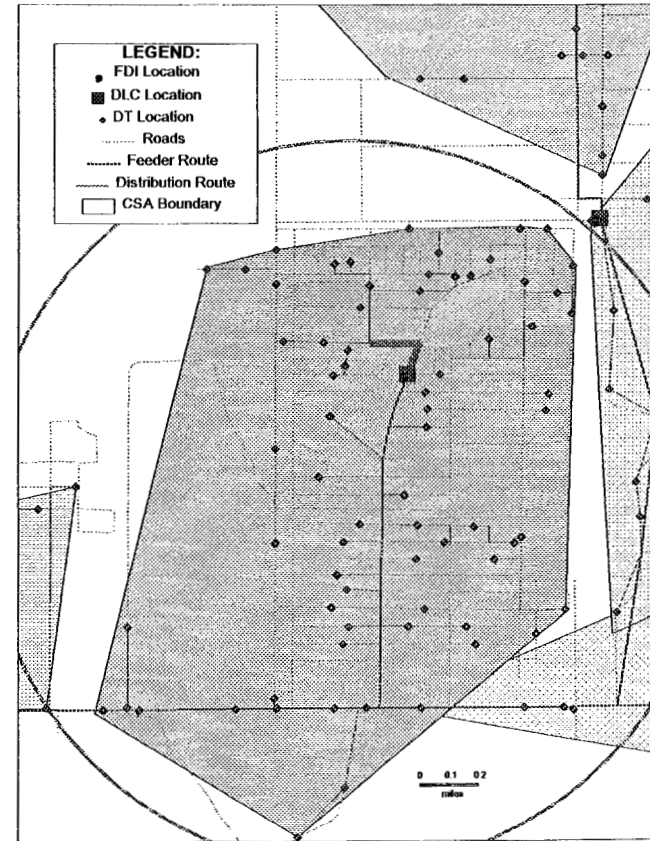 LEGEND:
FDI Location
DLC Location
DT Location
Roads
Feeder Route
Distribution Route
CSA Boundary
0 0.1 0 2
miles